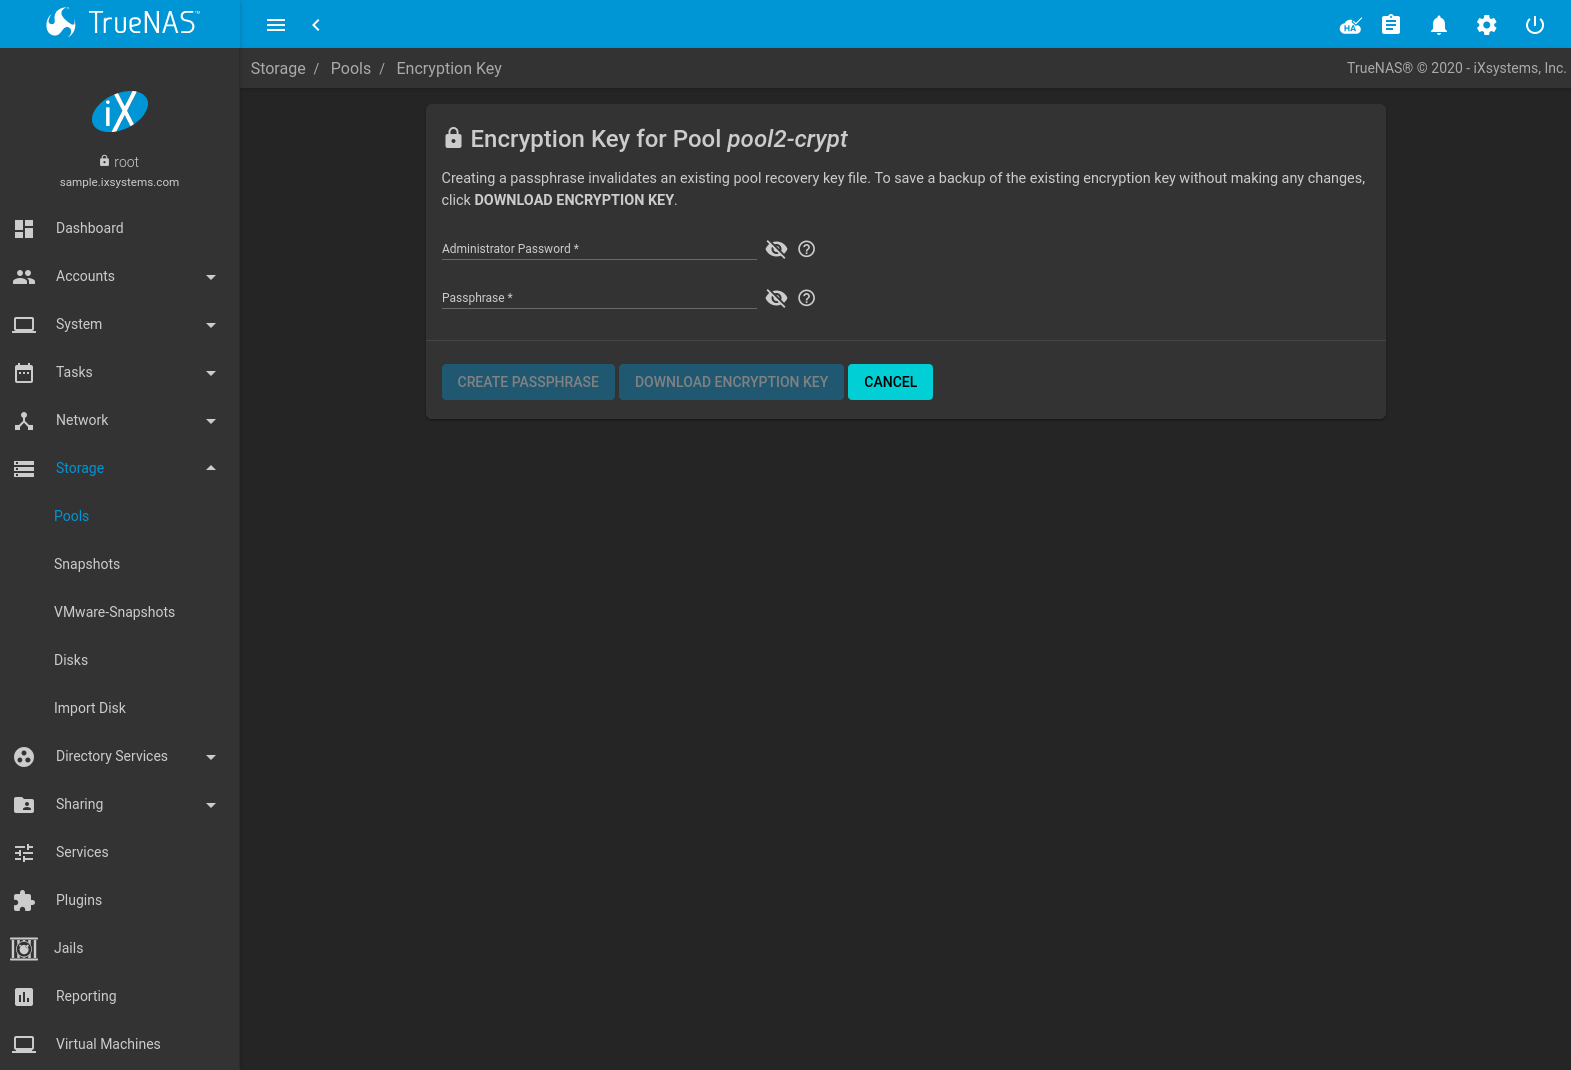 TrueNAS™
HA
Storage / Pools / Encryption Key
TrueNAS® © 2020 - iXsystems, Inc.
iX
root
sample.ixsystems.com
Dashboard
Accounts
System
Tasks
Network
Storage
Pools
Snapshots
VMware-Snapshots
Disks
Import Disk
Directory Services
Sharing
Services
Plugins
Jails
Reporting
Virtual Machines
Encryption Key for Pool pool2-crypt
Creating a passphrase invalidates an existing pool recovery key file. To save a backup of the existing encryption key without making any changes,
click DOWNLOAD ENCRYPTION KEY.
Administrator Password *
Passphrase *
CREATE PASSPHRASE DOWNLOAD ENCRYPTION KEY CANCEL